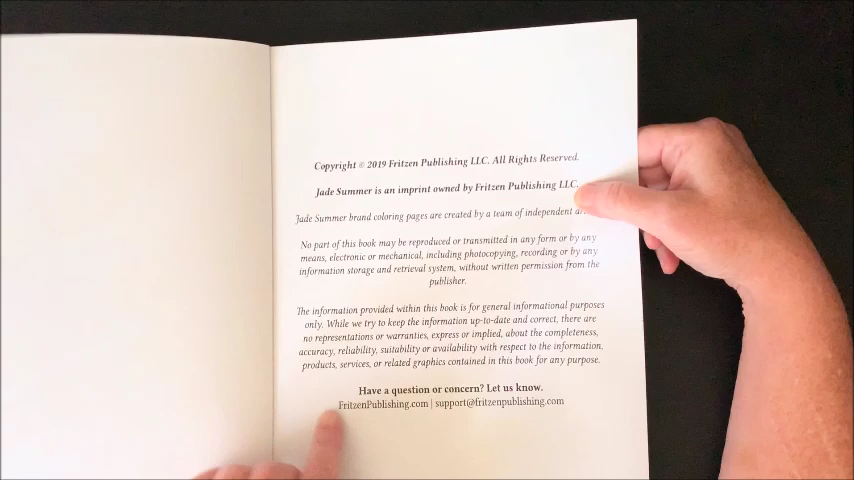 Copyright © 2019 Fritzen Publishing LLC. All Rights Reserved.
Jade Summer is an imprint owned by Fritzen Publishing LLC.
Jade Summer brand coloring pages are created by a team of independent
No part of this book may be reproduced or transmitted in any form or by any
means, electronic or mechanical, including photocopying, recording or by any
information storage and retrieval system, without written permission from the
publisher.
The information provided within this book is for general informational purposes
only. While we try to keep the information up-to-date and correct, there are
no representations or warranties, express or implied, about the completeness,
accuracy, reliability, suitability or availability with respect to the information,
products, services, or related graphics contained in this book for any purpose.
Have a question or concern? Let us know.
FritzenPublishing.com | support@fritzenpublishing.com